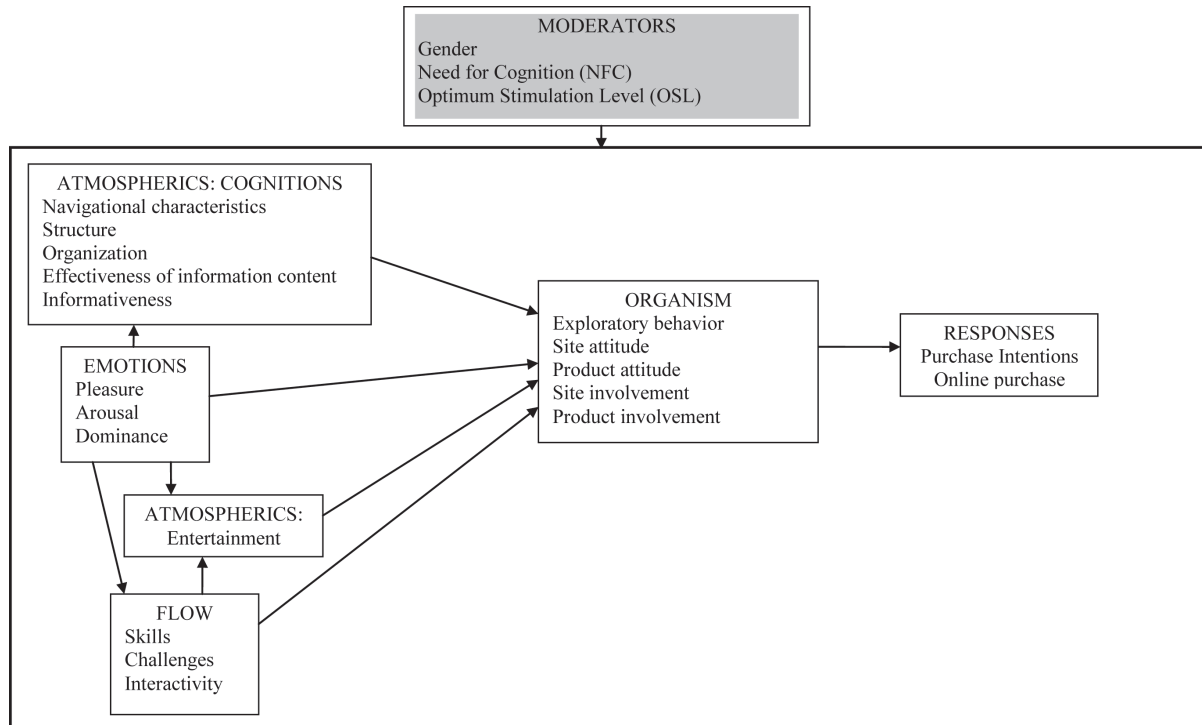 MODERATORS
Gender
Need for Cognition (NFC)
Optimum Stimulation Level (OSL)
ATMOSPHERICS: COGNITIONS
Navigational characteristics
Structure
Organization
Effectiveness of information content
Informativeness
EMOTIONS
Pleasure
Arousal
Dominance
ATMOSPHERICS:
Entertainment
FLOW
Skills
Challenges
Interactivity
ORGANISM
Exploratory behavior
Site attitude
Product attitude
Site involvement
Product involvement
RESPONSES
Purchase Intentions
Online purchase